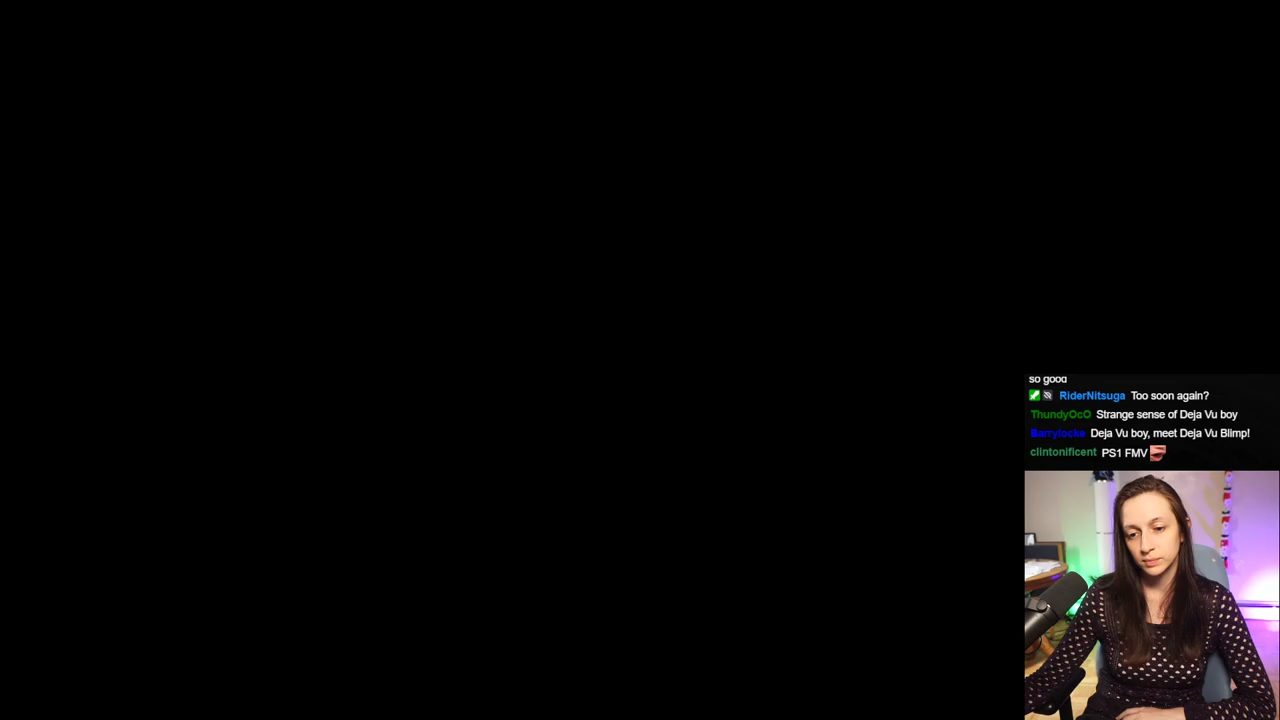 so good
RiderNitsuga Too soon again?
ThundyOcO Strange sense of Deja Vu boy
Barrylocke Deja Vu boy, meet Deja Vu Blimp!
clintonificent PS1 FMV